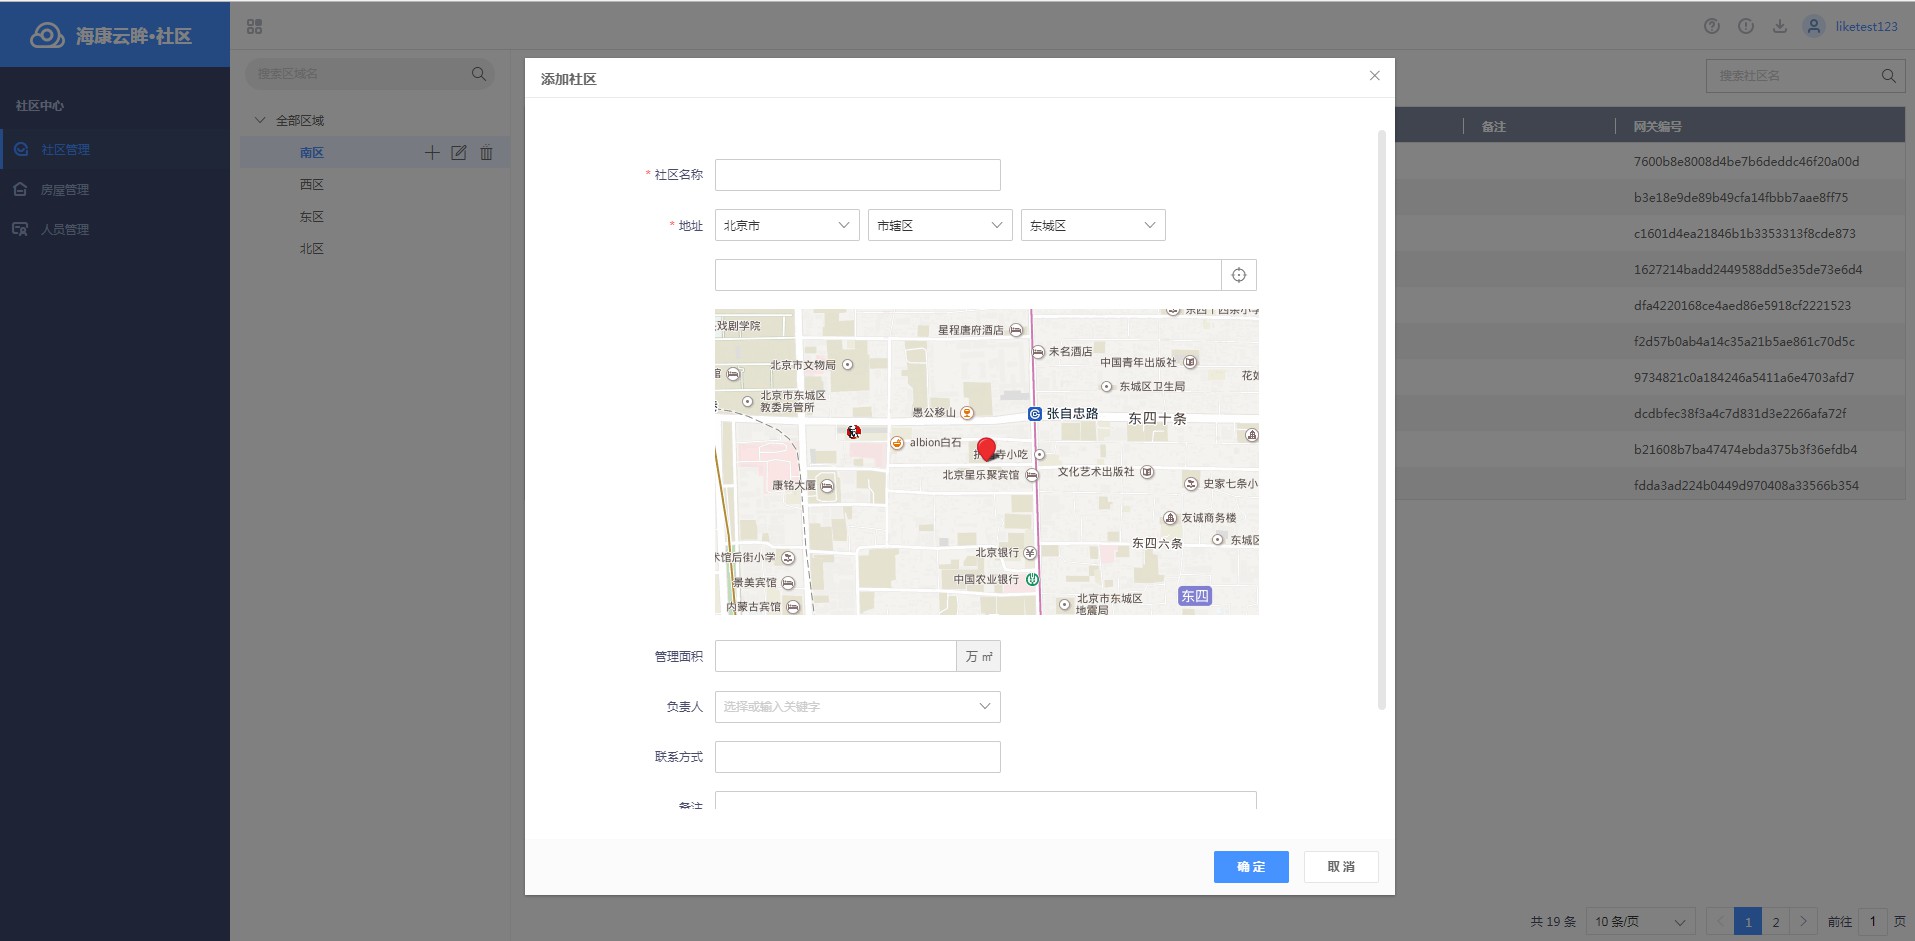 海康云眸•社区
liketest123
社区中心
社区管理
房屋管理
人员管理
搜索区域名
全部区域
南区
西区
东区
北区
搜索社区名
备注
网关编号
7600b8e8008d4be7b6deddc46f20a00d
b3e18e9de89b49cfa14fbbb7aae8ff75
c1601d4ea21846b1b3353313f8cde873
1627214badd2449588dd5e35de73e6d4
dfa4220168ce4aed86e5918cf2221523
f2d57b0ab4a14c35a21b5ae861c70d5c
9734821c0a184246a5411a6e4703afd7
dcdbfec38f3a4c7d831d3e2266afa72f
b21608b7ba47474ebda375b3f36efdb4
fdda3ad224b0449d970408a33566b354
添加社区
* 社区名称
* 地址
北京市
市辖区
东城区
戏剧学院
星程唐府酒店
东四十四条小学
未名酒店
北京市文物局
中国青年出版社
馆
东城区卫生局
北京市东城区
教委房管所
愚公移山
张自忠路
东四十条
albion白石
护国寺小吃
北京星乐聚宾馆
文化艺术出版社
康铭大厦
史家七条小
友诚商务楼
东四六条
东城区
北京银行
术馆后街小学
中国农业银行
景美宾馆
内蒙古宾馆
北京市东城区
地震局
东四
管理面积
万 ㎡
负责人
选择或输入关键字
联系方式
备注
确 定
取 消
共 19 条
10 条/页
1
2
前往
1
页